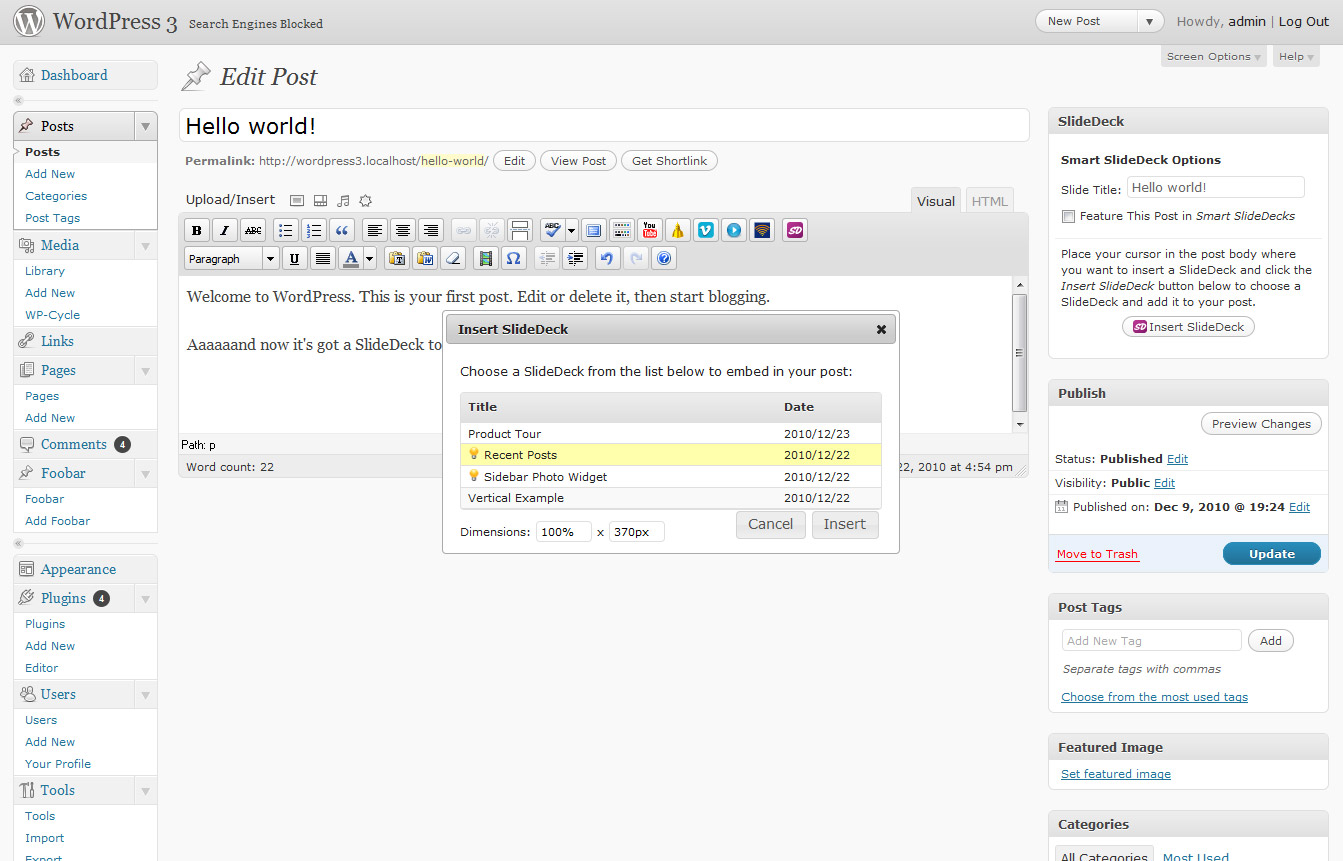 WordPress 3 Search Engines Blocked
New Post Howdy, admin | Log Out
Screen Options Help
Dashboard
Posts
Posts
Add New
Categories
Post Tags
Media
Library
Add New
WP-Cycle
Links
Pages
Pages
Add New
Comments 4
Foobar
Foobar
Add Foobar
Appearance
Plugins 4
Plugins
Add New
Editor
Users
Users
Add New
Your Profile
Tools
Tools
Import
Export
Edit Post
Hello world!
Permalink: http://wordpress3.localhost/hello-world/ Edit View Post Get Shortlink
Upload/Insert
Visual HTML
B I ABC ABC You Tube SD
Paragraph U A
Welcome to WordPress. This is your first post. Edit or delete it, then start blogging.
Aaaaaand now it's got a SlideDeck to
Path: p
Word count: 22
22, 2010 at 4:54 pm
Insert SlideDeck
Choose a SlideDeck from the list below to embed in your post:
Title Date
Product Tour 2010/12/23
Recent Posts 2010/12/22
Sidebar Photo Widget 2010/12/22
Vertical Example 2010/12/22
Dimensions: 100% x 370px Cancel Insert
SlideDeck
Smart SlideDeck Options
Slide Title: Hello world!
Feature This Post in Smart SlideDecks
Place your cursor in the post body where
you want to insert a SlideDeck and click the
Insert SlideDeck button below to choose a
SlideDeck and add it to your post.
SD Insert SlideDeck
Publish
Preview Changes
Status: Published Edit
Visibility: Public Edit
Published on: Dec 9, 2010 @ 19:24 Edit
Move to Trash Update
Post Tags
Add New Tag Add
Separate tags with commas
Choose from the most used tags
Featured Image
Set featured image
Categories
All Categories Most Used